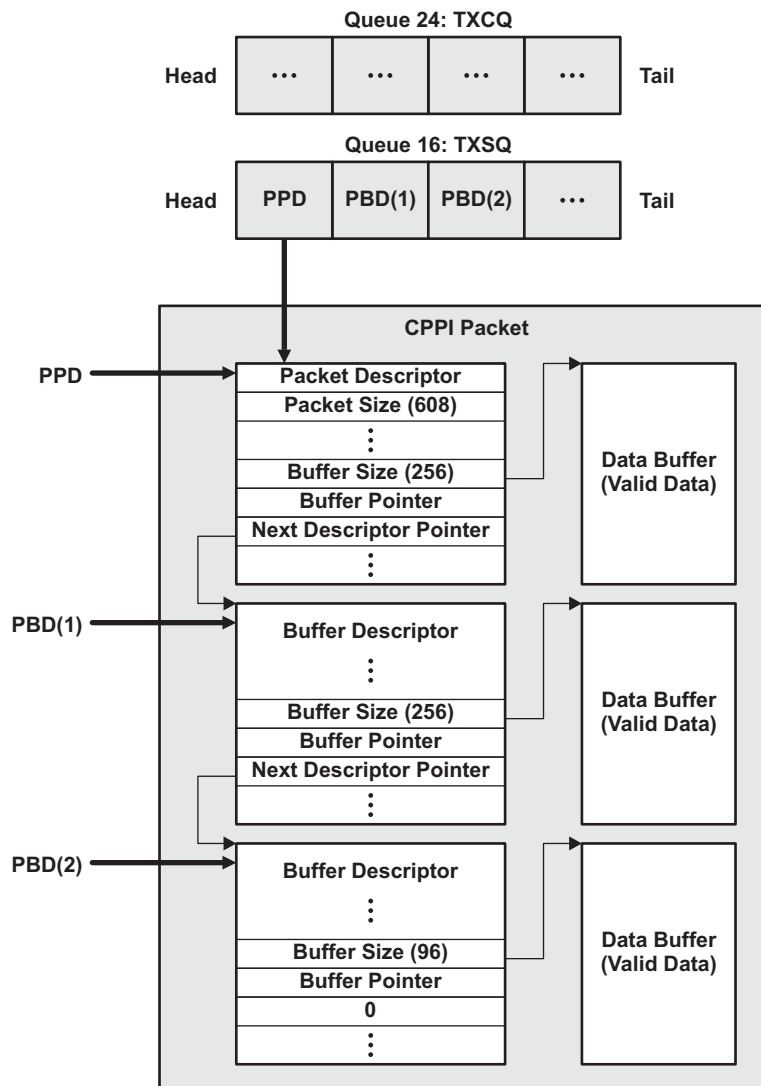 Queue 24: TXCQ
Head ... ... ... ... Tail
Queue 16: TXSQ
Head PPD PBD(1) PBD(2) ... Tail
CPPI Packet
PPD
Packet Descriptor
Packet Size (608)
Buffer Size (256)
Buffer Pointer
Next Descriptor Pointer
Data Buffer
(Valid Data)
PBD(1)
Buffer Descriptor
Buffer Size (256)
Buffer Pointer
Next Descriptor Pointer
Data Buffer
(Valid Data)
PBD(2)
Buffer Descriptor
Buffer Size (96)
Buffer Pointer
0
Data Buffer
(Valid Data)